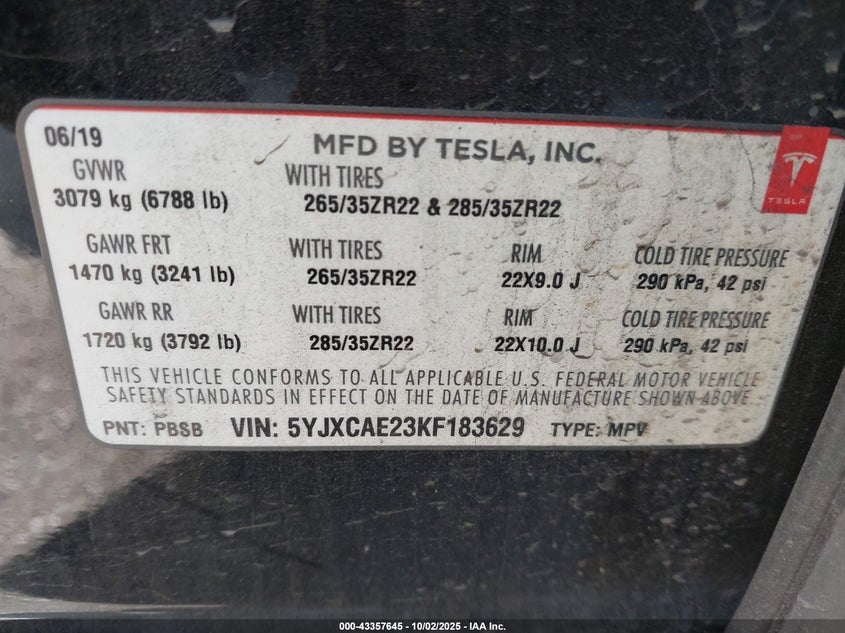 06/19 MFD BY TESLA, INC.
GVWR WITH TIRES
3079 kg (6788 lb) 265/35ZR22 & 285/35ZR22
TESLA
GAWR FRT WITH TIRES RIM COLD TIRE PRESSURE
1470 kg (3241 lb) 265/35ZR22 22X9.0 J 290 kPa, 42 psi
GAWR RR WITH TIRES RIM COLD TIRE PRESSURE
1720 kg (3792 lb) 285/35ZR22 22X10.0 J 290 kPa, 42 psi
THIS VEHICLE CONFORMS TO ALL APPLICABLE U.S. FEDERAL MOTOR VEHICLE
SAFETY STANDARDS IN EFFECT ON THE DATE OF MANUFACTURE SHOWN ABOVE.
PNT: PBSB VIN: 5YJXCAE23KF183629 TYPE: MPV
000-43357645 - 10/02/2025 - IAA Inc.